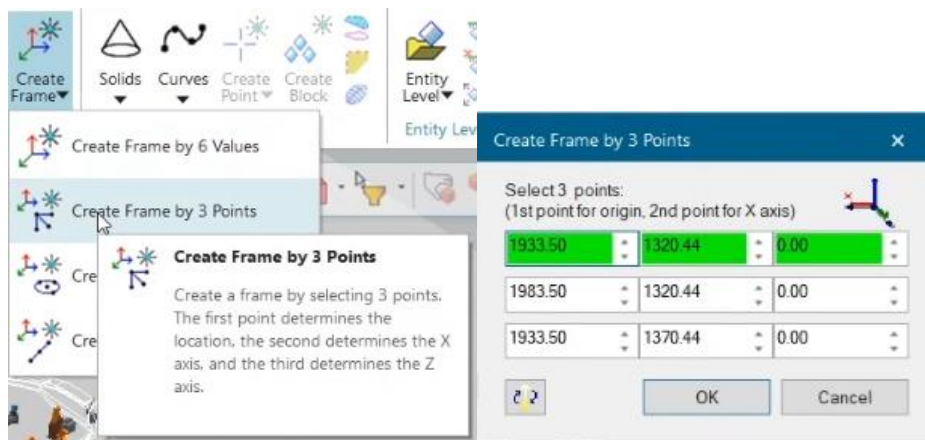 Create
Frame
Solids
Curves
Create
Point
Create
Block
Entity
Level
Entity Lev
Create Frame by 6 Values
Create Frame by 3 Points
Cre
Cre
Create Frame by 3 Points
Create a frame by selecting 3 points.
The first point determines the
location, the second determines the X
axis, and the third determines the Z
axis.
Create Frame by 3 Points
Select 3 points:
(1st point for origin, 2nd point for X axis)
1933.50 1320.44 0.00
1983.50 1320.44 0.00
1933.50 1370.44 0.00
OK Cancel